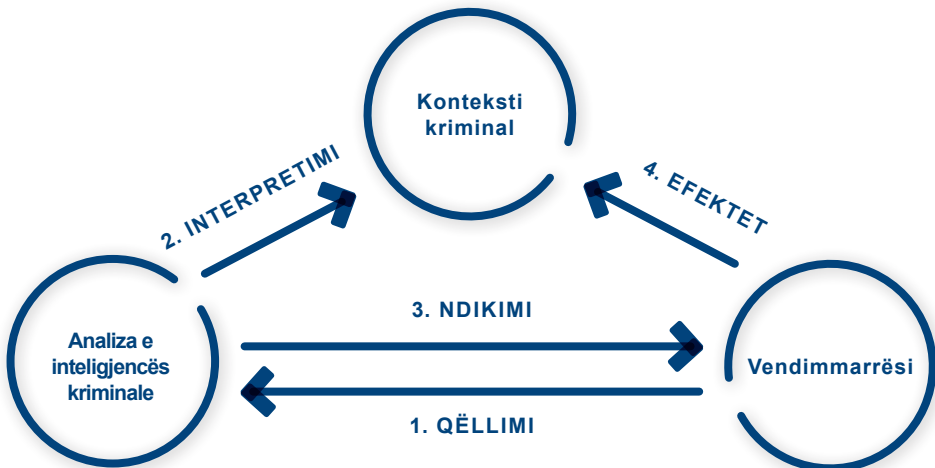 Konteksti
kriminal
2. INTERPRETIMI
4. EFEKTET
3. NDIKIMI
Analiza e
inteligjencës
kriminale
Vendimmarrësi
1. QËLLIMI